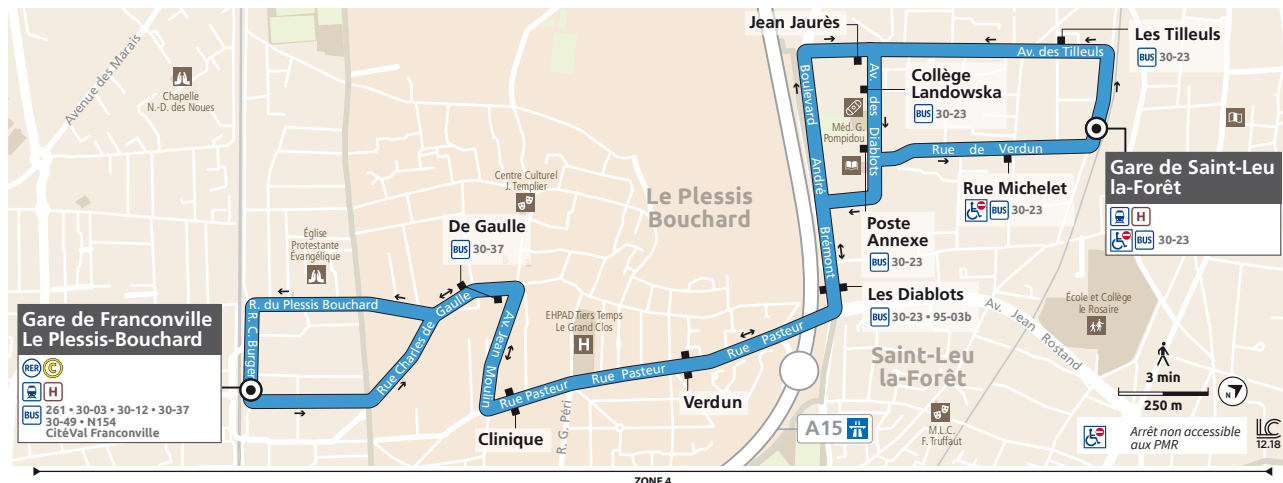 Jean Jaurès
Les Tilleuls
BUS 30-23
Av. des Tilleuls
Avenue des Marais
Chapelle
N.-D. des Noues
Boulevard
André
Brémont
Av. des Diablots
Collège
Landowska
BUS 30-23
Méd. G.
Pompidou
Rue de Verdun
Gare de Saint-Leu
la-Forêt
H
BUS 30-23
Rue Michelet
BUS 30-23
Centre Culturel
J. Templier
Le Plessis
Bouchard
De Gaulle
BUS 30-37
Poste
Annexe
BUS 30-23
Église
Protestante
Évangélique
Les Diablots
BUS 30-23 • 95-03b
École et Collège
le Rosaire
Av. Jean Rostand
R. du Plessis Bouchard
R. C. Burger
Rue Charles de Gaulle
Av. Jean Moulin
EHPAD Tiers Temps
Le Grand Clos
H
Gare de Franconville
Le Plessis-Bouchard
RER C
H
BUS 261 • 30-03 • 30-12 • 30-37
30-49 • N154
CitéVal Franconville
Rue Pasteur
Rue Pasteur
Rue Pasteur
Saint-Leu
la-Forêt
Verdun
Clinique
R. G. Péri
A15
M.L.C.
F. Truffaut
3 min
250 m
N
Arrêt non accessible
aux PMR
LC
12.18
ZONE 4